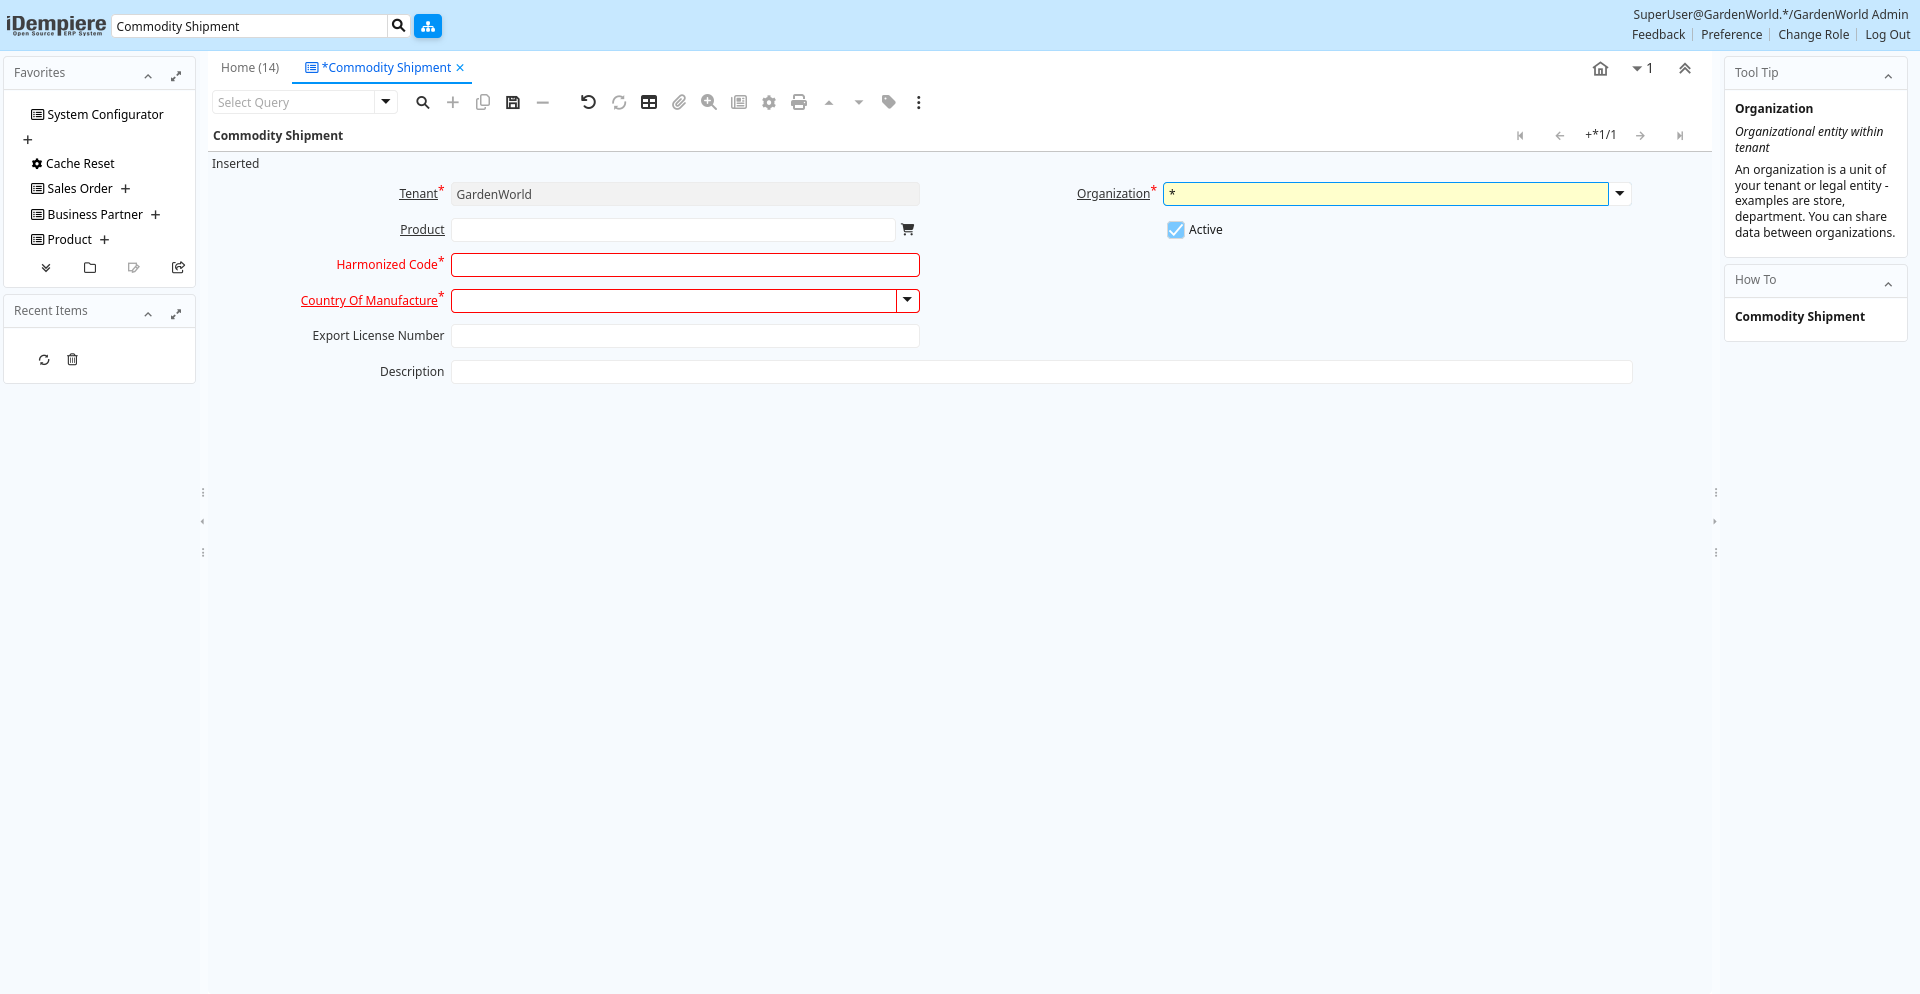 iDempiere
Open Source ERP System
Commodity Shipment
SuperUser@GardenWorld.*/GardenWorld Admin
Feedback
Preference
Change Role
Log Out
Favorites
System Configurator
Cache Reset
Sales Order
Business Partner
Product
Recent Items
Home (14)
*Commodity Shipment
1
Select Query
Commodity Shipment
+*1/1
Inserted
Tenant* GardenWorld
Organization* *
Product
Active
Harmonized Code*
Country Of Manufacture*
Export License Number
Description
Tool Tip
Organization
Organizational entity within
tenant
An organization is a unit of
your tenant or legal entity -
examples are store,
department. You can share
data between organizations.
How To
Commodity Shipment